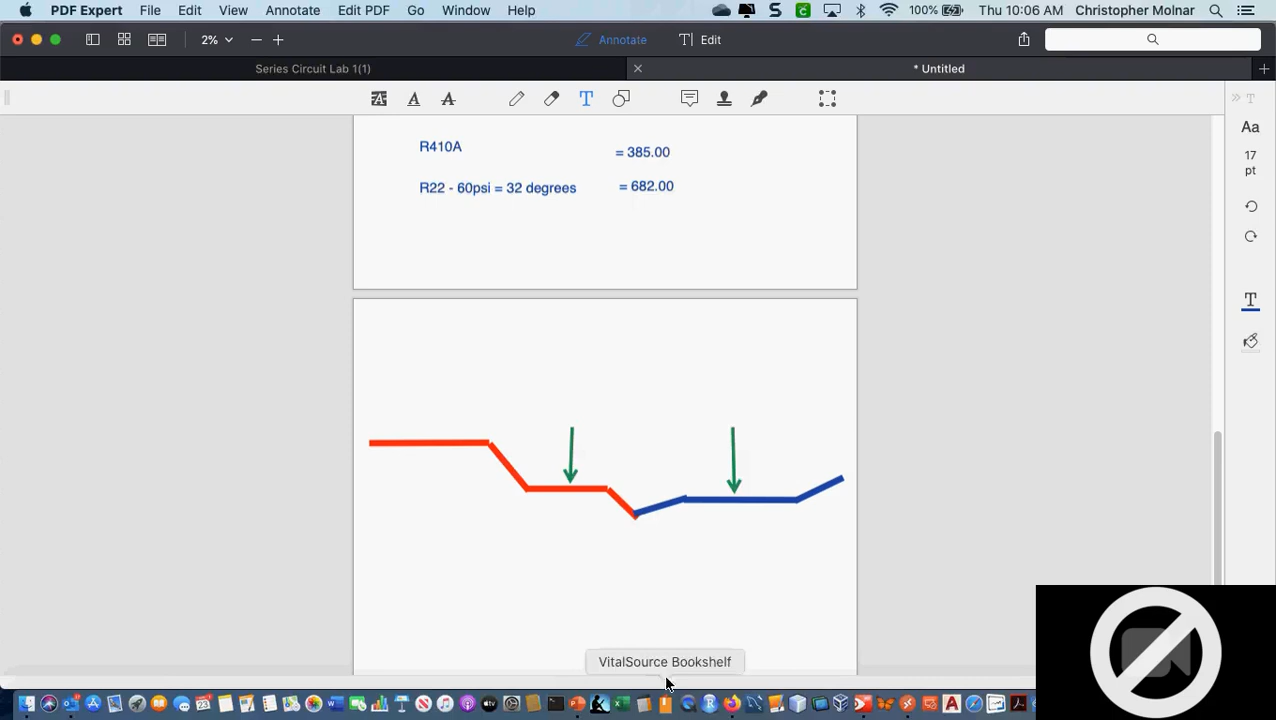 PDF Expert File Edit View Annotate Edit PDF Go Window Help 100% Thu 10:06 AM Christopher Molnar
2% Annotate Edit
Series Circuit Lab 1(1) * Untitled
Aa
17
pt
R410A = 385.00
R22 - 60psi = 32 degrees = 682.00
VitalSource Bookshelf